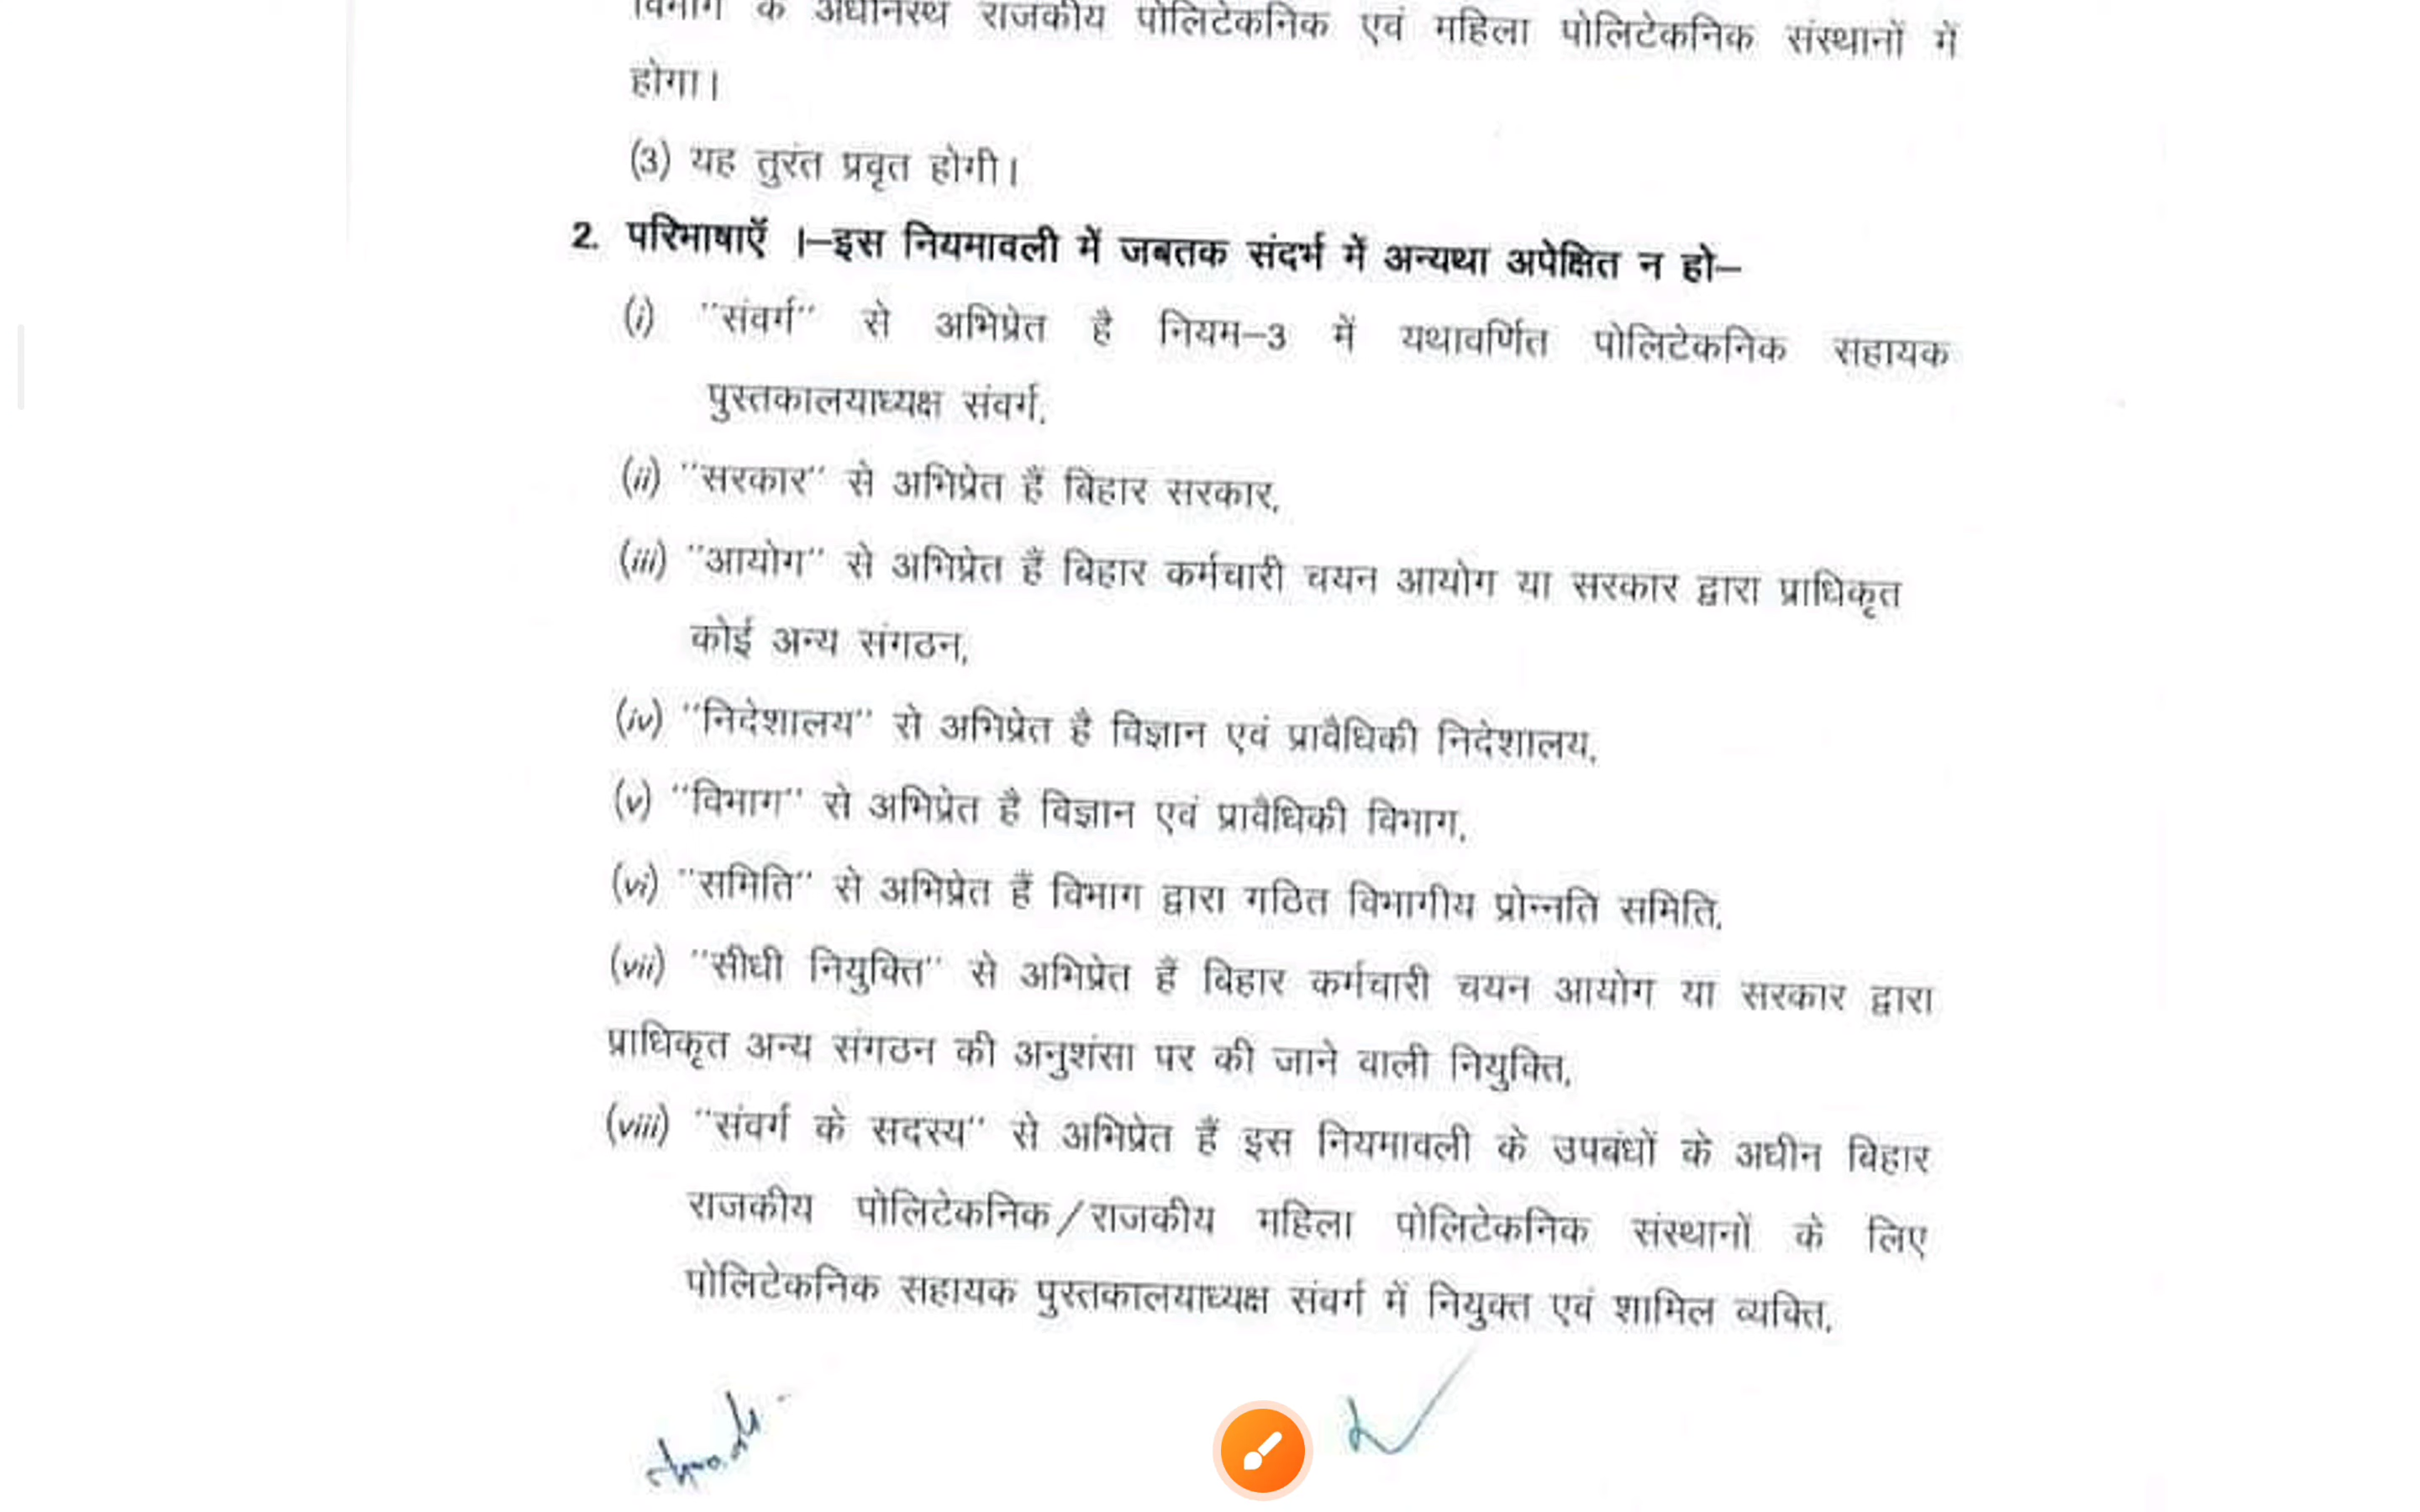 विभाग के अधीनस्थ राजकीय पोलिटेकनिक एवं महिला पोलिटेकनिक संस्थानों में
होगा।
(3) यह तुरंत प्रवृत होगी।
2. परिभाषाएँ ।–इस नियमावली में जबतक संदर्भ में अन्यथा अपेक्षित न हो–
(i) "संवर्ग" से अभिप्रेत है नियम–3 में यथावर्णित पोलिटेकनिक सहायक
पुस्तकालयाध्यक्ष संवर्ग,
(ii) "सरकार" से अभिप्रेत हैं बिहार सरकार,
(iii) "आयोग" से अभिप्रेत हैं बिहार कर्मचारी चयन आयोग या सरकार द्वारा प्राधिकृत
कोई अन्य संगठन,
(iv) "निदेशालय" से अभिप्रेत है विज्ञान एवं प्रावैधिकी निदेशालय,
(v) "विभाग" से अभिप्रेत है विज्ञान एवं प्रावैधिकी विभाग,
(vi) "समिति" से अभिप्रेत हैं विभाग द्वारा गठित विभागीय प्रोन्नति समिति,
(vii) "सीधी नियुक्ति" से अभिप्रेत हैं बिहार कर्मचारी चयन आयोग या सरकार द्वारा
प्राधिकृत अन्य संगठन की अनुशंसा पर की जाने वाली नियुक्ति,
(viii) "संवर्ग के सदस्य" से अभिप्रेत हैं इस नियमावली के उपबंधों के अधीन बिहार
राजकीय पोलिटेकनिक/राजकीय महिला पोलिटेकनिक संस्थानों के लिए
पोलिटेकनिक सहायक पुस्तकालयाध्यक्ष संवर्ग में नियुक्त एवं शामिल व्यक्ति,